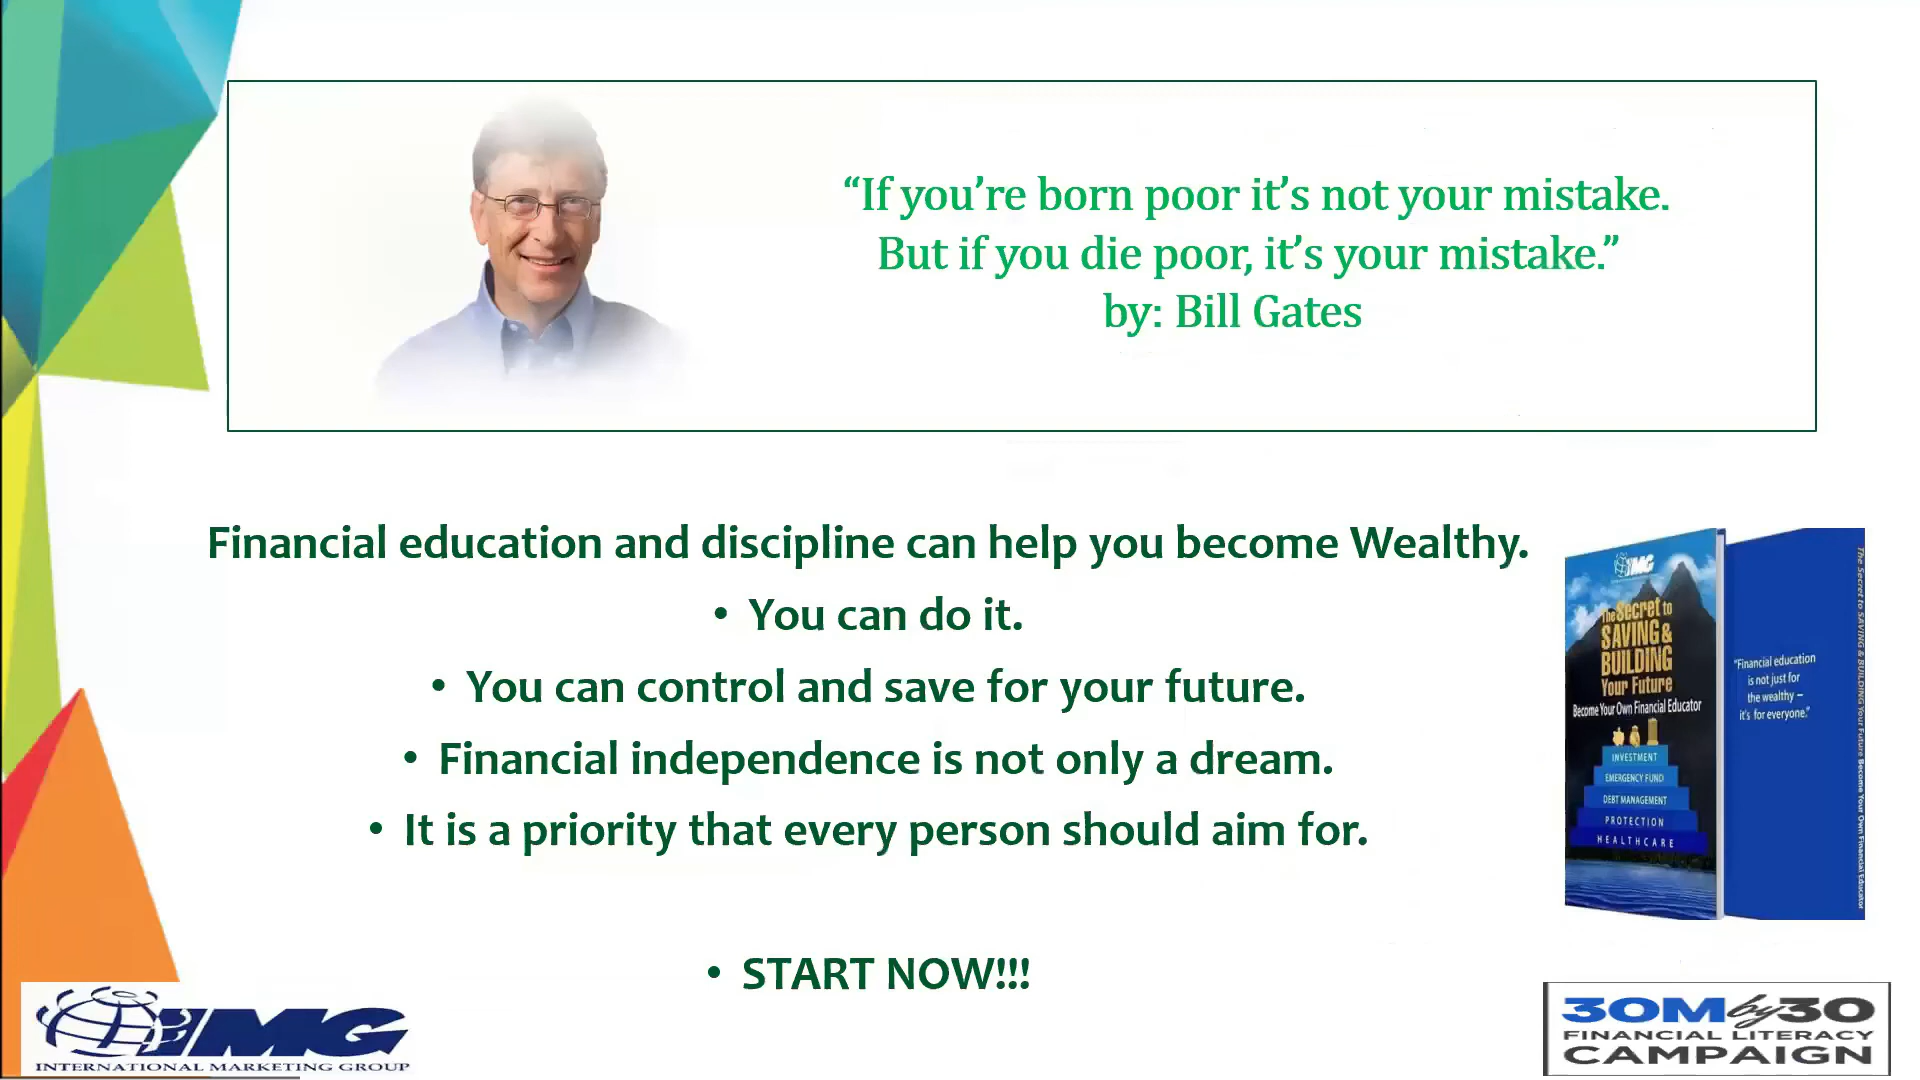 “If you’re born poor it’s not your mistake.
But if you die poor, it’s your mistake.”
by: Bill Gates
Financial education and discipline can help you become Wealthy.
• You can do it.
• You can control and save for your future.
• Financial independence is not only a dream.
• It is a priority that every person should aim for.
• START NOW!!!
IMG
The Secret to
SAVING &
BUILDING
Your Future
Become Your Own Financial Educator
INVESTMENT
EMERGENCY FUND
DEBT MANAGEMENT
PROTECTION
HEALTHCARE
"Financial education
is not just for
the wealthy –
it's for everyone."
The Secret to SAVING & BUILDING Your Future Become Your Own Financial Educator
IMG
INTERNATIONAL MARKETING GROUP
30M by 30
FINANCIAL LITERACY
CAMPAIGN